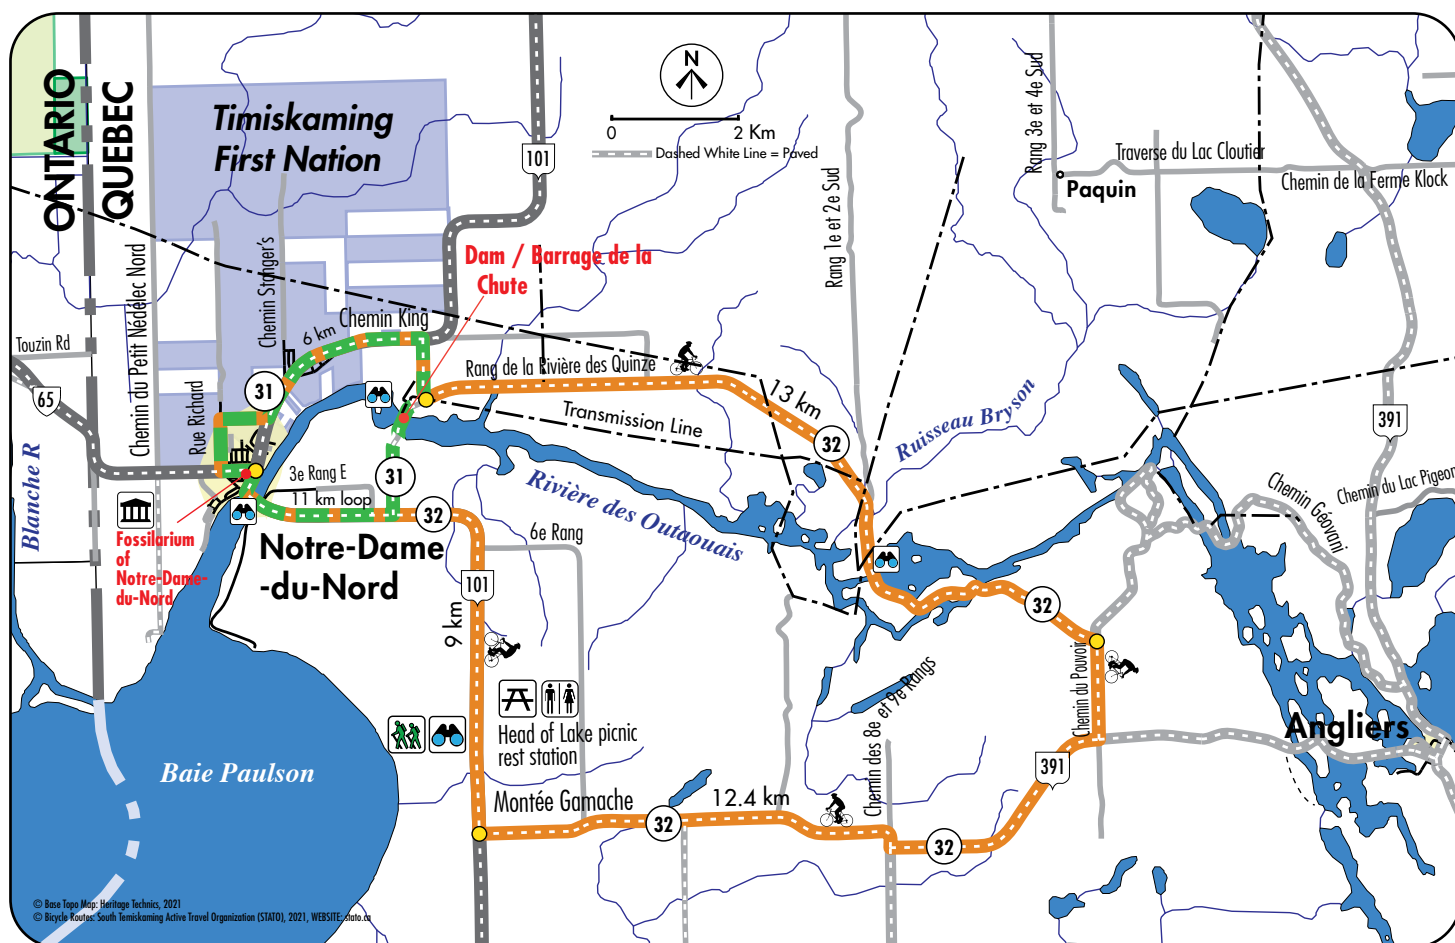 ONTARIO
QUEBEC
Timiskaming
First Nation
N
0
2 Km
Dashed White Line = Paved
101
Rang 1e et 2e Sud
Rang 3e et 4e Sud
Paquin
Traverse du Lac Cloutier
Chemin de la Ferme Klock
Chemin du Petit Nédélec Nord
Chemin Stanger's
Dam / Barrage de la
Chute
Touzin Rd
65
Rue Richard
31
6 km
Chemin King
Rang de la Rivière des Quinze
13 km
Transmission Line
32
Ruisseau Bryson
391
Blanche R
3e Rang E
11 km loop
31
32
Rivière des Outaouais
6e Rang
Chemin Géovani
Chemin du Lac Pigeon
Fossilarium
of
Notre-Dame-
du-Nord
Notre-Dame
-du-Nord
101
9 km
32
Chemin du Pouvoir
Head of Lake picnic
rest station
Chemin des 8e et 9e Rangs
Angliers
Baie Paulson
Montée Gamache
32
12.4 km
391
32
© Base Topo Map: Heritage Technics, 2021
© Bicycle Routes: South Temiskaming Active Travel Organization (STATO), 2021, WEBSITE: stato.ca